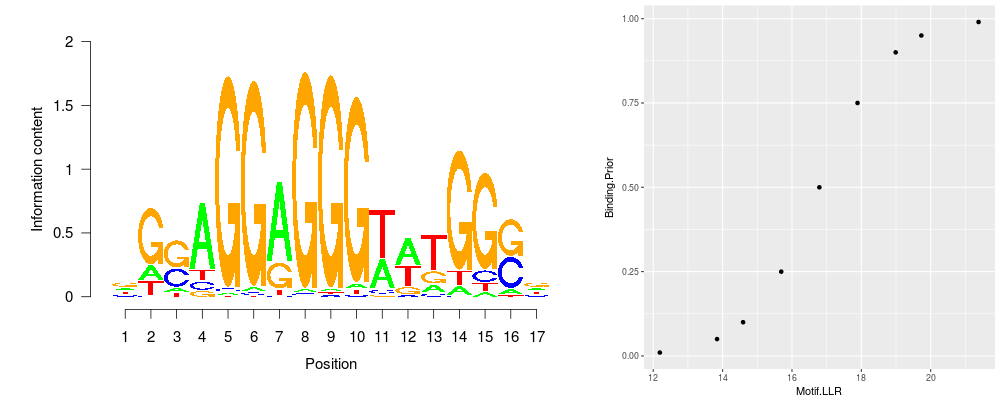 2
1.5
1
0.5
0
Information content
G A T
G C A T
A T C G
G
G
A G T
G
G
G
T A
A T G
T G A
G T A
G C T
G C
1 2 3 4 5 6 7 8 9 10 11 12 13 14 15 16 17
Position
1.00
0.75
0.50
0.25
0.00
Binding.Prior
12 14 16 18 20
Motif.LLR